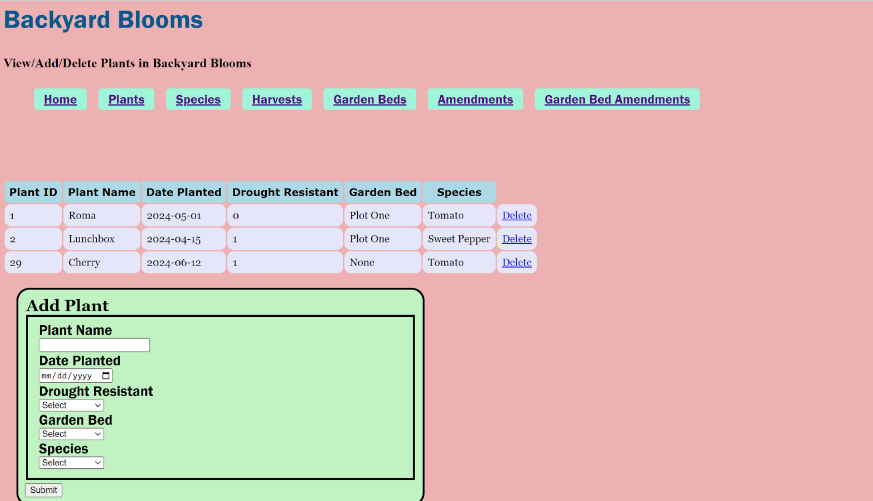 Backyard Blooms
View/Add/Delete Plants in Backyard Blooms
Home Plants Species Harvests Garden Beds Amendments Garden Bed Amendments
Plant ID Plant Name Date Planted Drought Resistant Garden Bed Species
1 Roma 2024-05-01 0 Plot One Tomato Delete
2 Lunchbox 2024-04-15 1 Plot One Sweet Pepper Delete
29 Cherry 2024-06-12 1 None Tomato Delete
Add Plant
Plant Name
Date Planted
mm/dd/yyyy
Drought Resistant
Select
Garden Bed
Select
Species
Select
Submit